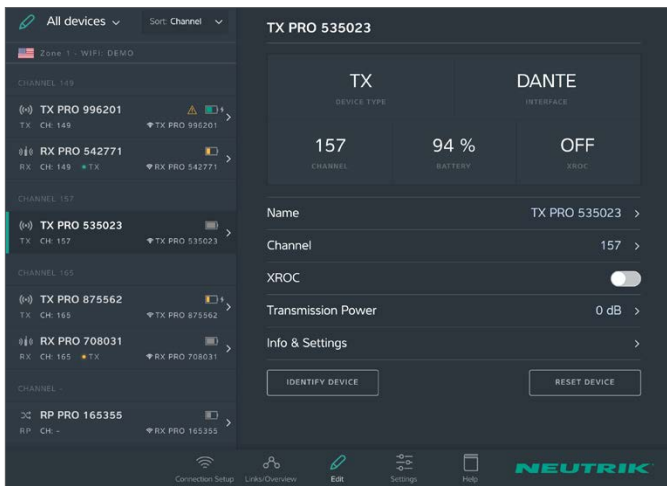 All devices
Sort: Channel
Zone 1 - WIFI: DEMO
CHANNEL 149
TX PRO 996201
TX CH: 149 TX PRO 996201
RX PRO 542771
RX CH: 149 TX RX PRO 542771
CHANNEL 157
TX PRO 535023
TX CH: 157 TX PRO 535023
CHANNEL 165
TX PRO 875562
TX CH: 165 TX PRO 875562
RX PRO 708031
RX CH: 165 TX RX PRO 708031
CHANNEL -
RP PRO 165355
RP CH: - RX PRO 165355
TX PRO 535023
TX
DEVICE TYPE
DANTE
INTERFACE
157
CHANNEL
94 %
BATTERY
OFF
XROC
Name TX PRO 535023
Channel 157
XROC
Transmission Power 0 dB
Info & Settings
IDENTIFY DEVICE
RESET DEVICE
Connection Setup
Links/Overview
Edit
Settings
Help
NEUTRIK